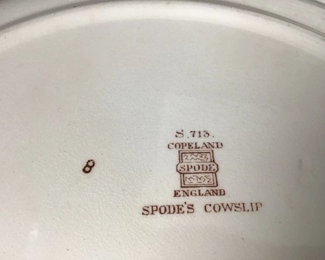 S. 713.
COPELAND
SPODE
ENGLAND
SPODE'S COWSLIP
8